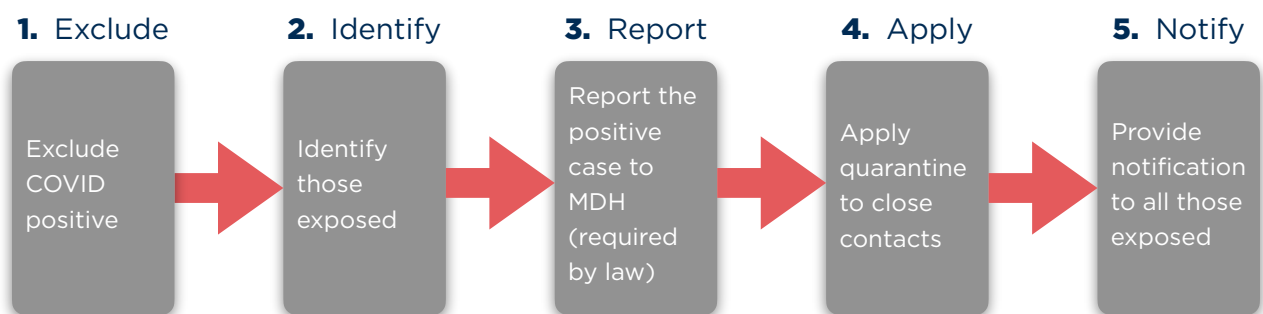 1. Exclude
2. Identify
3. Report
4. Apply
5. Notify
Exclude
COVID
positive
Identify
those
exposed
Report the
positive
case to
MDH
(required
by law)
Apply
quarantine
to close
contacts
Provide
notification
to all those
exposed